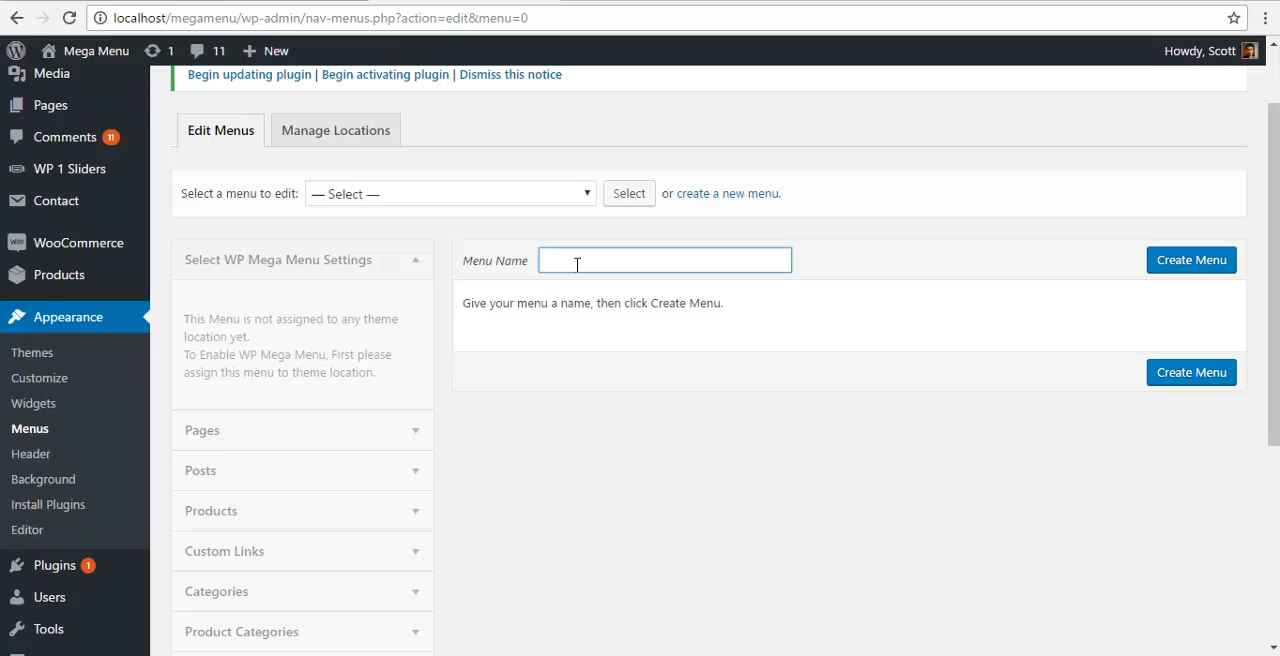 localhost/megamenu/wp-admin/nav-menus.php?action=edit&menu=0
Mega Menu 1 11 New Howdy, Scott
Media
Pages
Comments 11
WP 1 Sliders
Contact
Woo WooCommerce
Products
Appearance
Themes
Customize
Widgets
Menus
Header
Background
Install Plugins
Editor
Plugins 1
Users
Tools
Begin updating plugin | Begin activating plugin | Dismiss this notice
Edit Menus Manage Locations
Select a menu to edit: — Select — Select or create a new menu.
Select WP Mega Menu Settings
This Menu is not assigned to any theme
location yet.
To Enable WP Mega Menu, First please
assign this menu to theme location.
Pages
Posts
Products
Custom Links
Categories
Product Categories
Menu Name Create Menu
Give your menu a name, then click Create Menu.
Create Menu